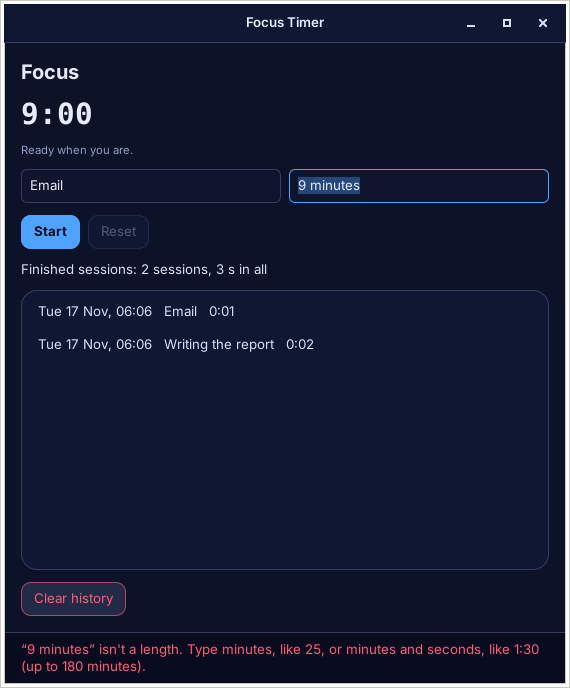 Focus Timer
Focus
9:00
Ready when you are.
Email
9 minutes
Start
Reset
Finished sessions: 2 sessions, 3 s in all
Tue 17 Nov, 06:06 Email 0:01
Tue 17 Nov, 06:06 Writing the report 0:02
Clear history
“9 minutes” isn't a length. Type minutes, like 25, or minutes and seconds, like 1:30
(up to 180 minutes).